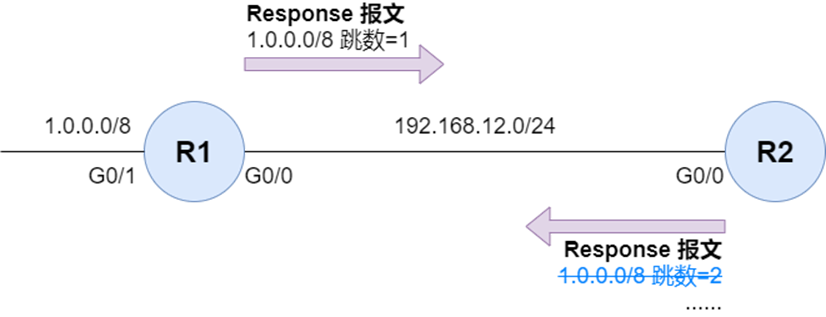 Response 报文
1.0.0.0/8 跳数=1
1.0.0.0/8
192.168.12.0/24
R1
R2
G0/1
G0/0
G0/0
Response 报文
1.0.0.0/8 跳数=2
......